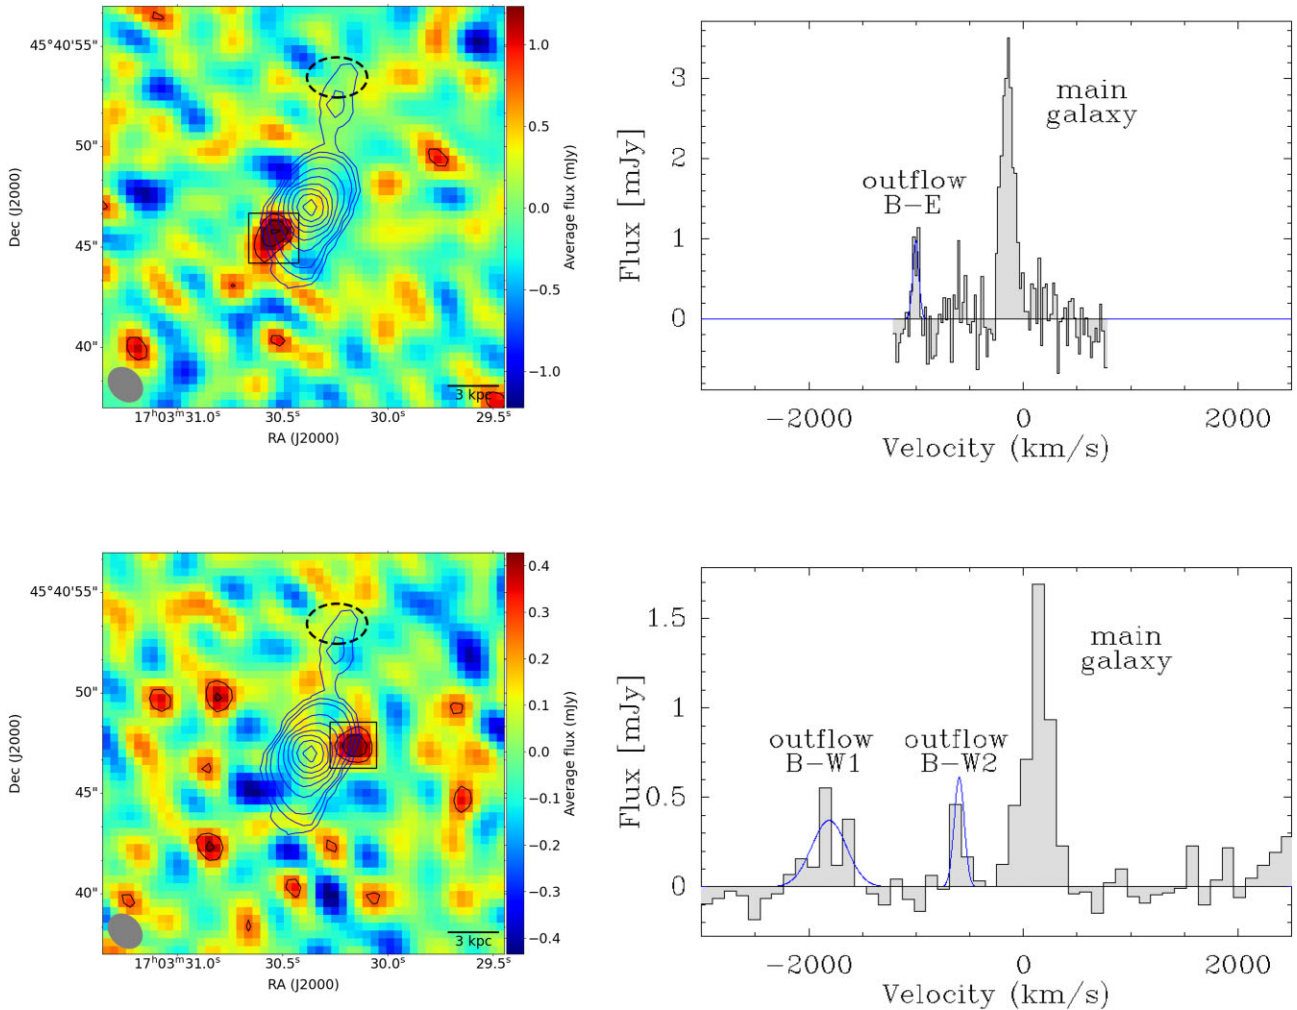 45°40'55"
50"
45"
40"
Dec (J2000)
17ʰ03ᵐ31.0ˢ
30.5ˢ
30.0ˢ
29.5ˢ
RA (J2000)
3 kpc
1.0
0.5
0.0
−0.5
−1.0
Average flux (mJy)
3
2
1
0
Flux [mJy]
main
galaxy
outflow
B−E
−2000
0
2000
Velocity (km/s)
45°40'55"
50"
45"
40"
Dec (J2000)
17ʰ03ᵐ31.0ˢ
30.5ˢ
30.0ˢ
29.5ˢ
RA (J2000)
3 kpc
0.4
0.3
0.2
0.1
0.0
−0.1
−0.2
−0.3
−0.4
Average flux (mJy)
1.5
1
0.5
0
Flux [mJy]
main
galaxy
outflow
B−W1
outflow
B−W2
−2000
0
2000
Velocity (km/s)